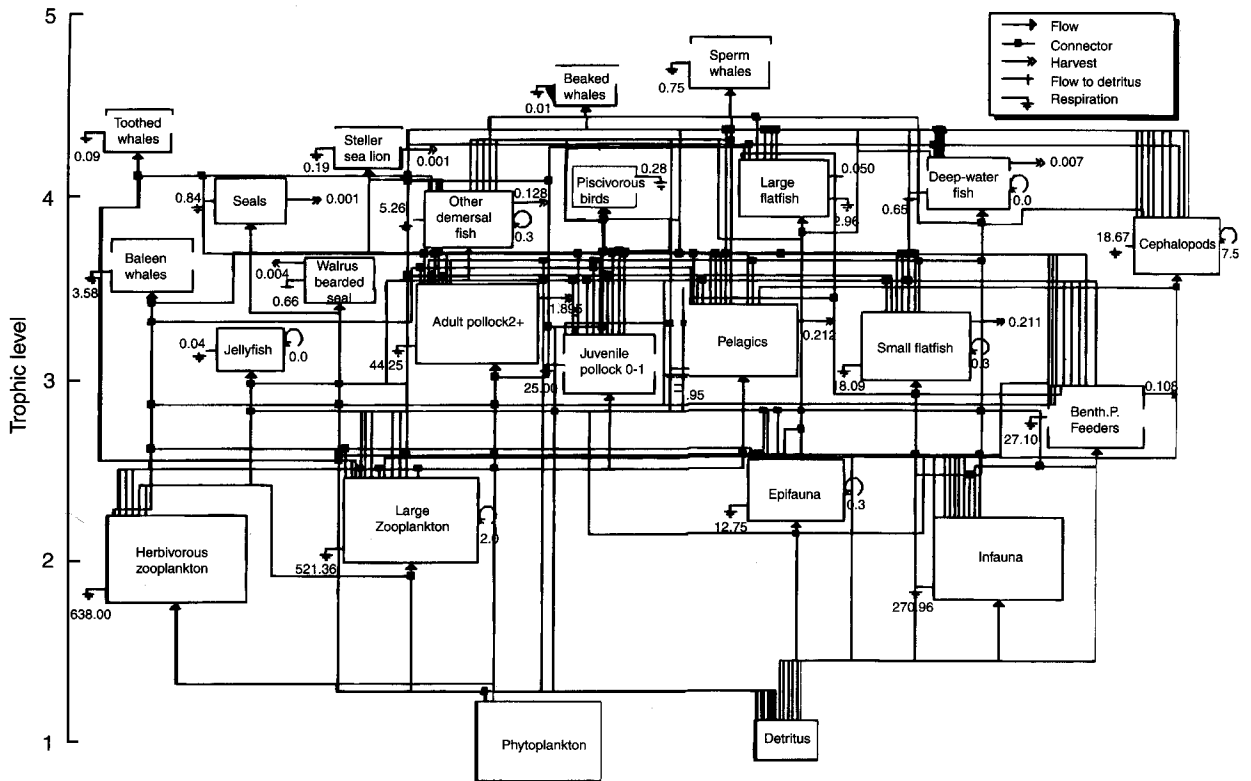 5
Flow
Connector
Harvest
Flow to detritus
Respiration
Sperm
whales
0.75
Beaked
whales
0.01
Toothed
whales
0.09
Steller
sea lion
0.19
0.001
4
Seals
0.84
0.001
Other
demersal
fish
5.26
0.128
0.3
Piscivorous
birds
0.28
Large
flatfish
0.050
2.96
Deep-water
fish
0.007
0.65
0.0
Cephalopods
18.67
7.5
Baleen
whales
3.58
Walrus
bearded
seal
0.004
0.66
Jellyfish
0.04
0.0
Adult pollock2+
1.895
44.25
Juvenile
pollock 0-1
25.00
Pelagics
0.212
.95
Small flatfish
0.211
18.09
0.3
3
Trophic level
Benth.P.
Feeders
0.108
27.10
Herbivorous
zooplankton
638.00
Large
Zooplankton
521.36
2.0
Epifauna
12.75
0.3
Infauna
270.96
2
Phytoplankton
Detritus
1